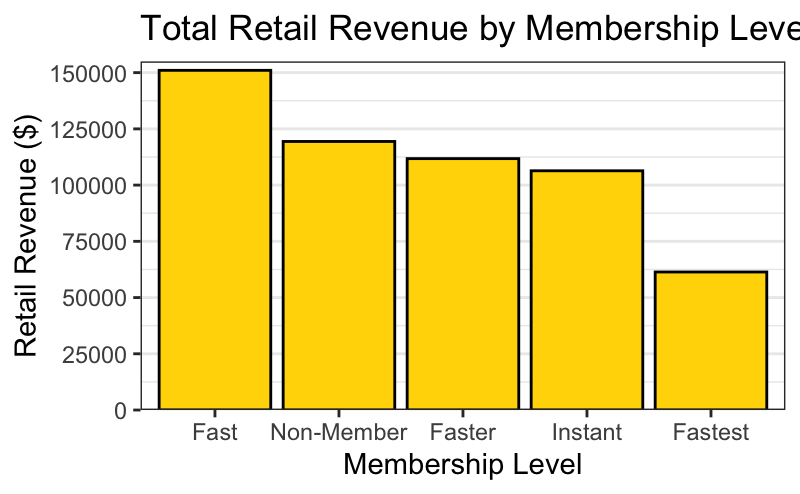 Total Retail Revenue by Membership Leve
Retail Revenue ($)
150000
125000
100000
75000
50000
25000
0
Fast Non-Member Faster Instant Fastest
Membership Level